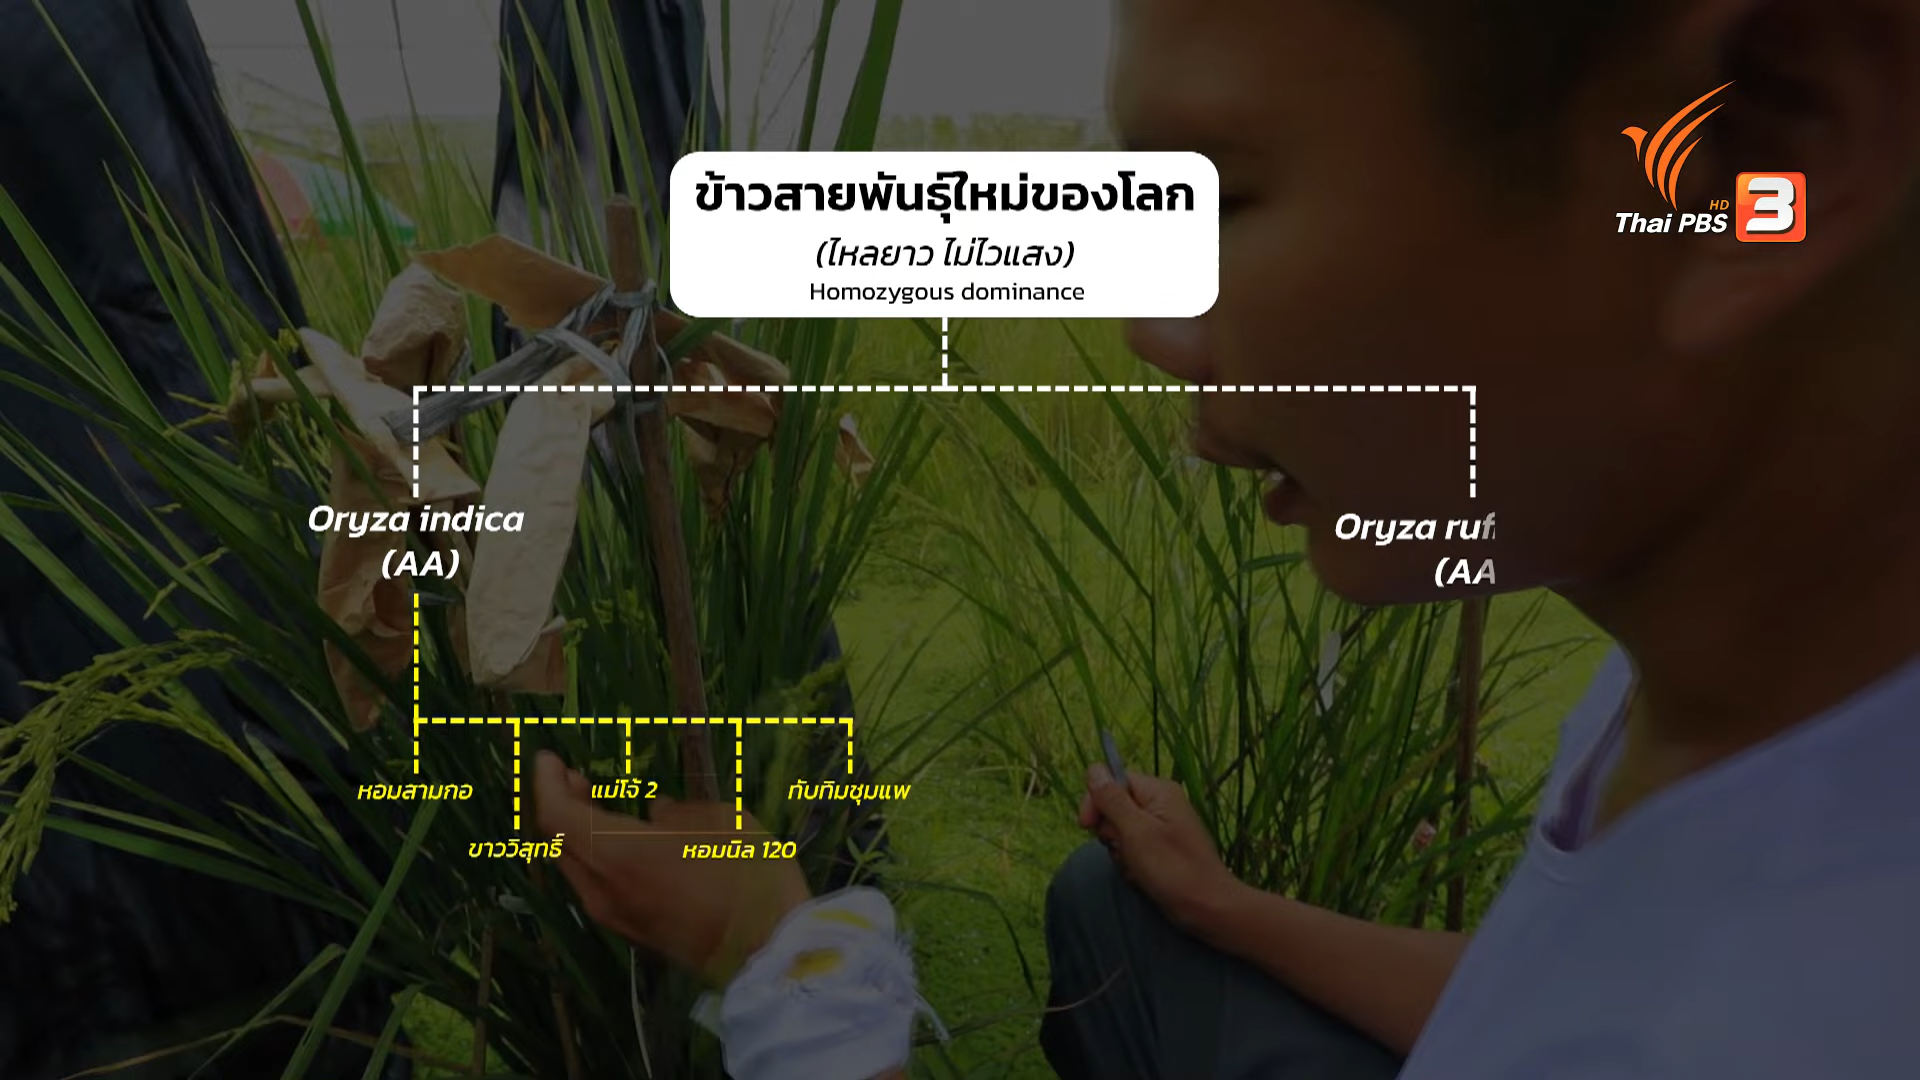 ข้าวสายพันธุ์ใหม่ของโลก
(ไหลยาว ไม่ไวแสง)
Homozygous dominance
HD
Thai PBS 3
Oryza indica
(AA)
Oryza
(AA
หอมสามกอ
แม่โจ้ 2
ทับทิมชุมแพ
ขาววิสุทธิ์
หอมนิล 120